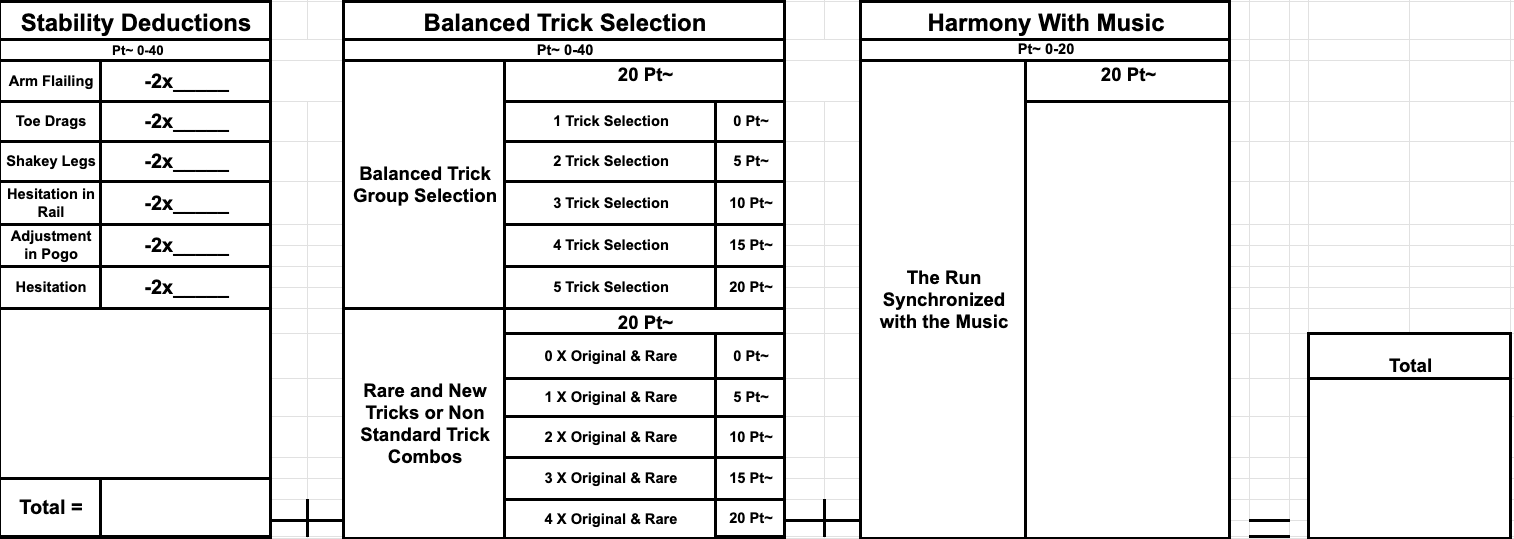 Stability Deductions
Pt~ 0-40
Arm Flailing -2x_____
Toe Drags -2x_____
Shakey Legs -2x_____
Hesitation in
Rail
-2x_____
Adjustment
in Pogo
-2x_____
Hesitation -2x_____
Total =
Balanced Trick Selection
Pt~ 0-40
Balanced Trick
Group Selection
20 Pt~
1 Trick Selection 0 Pt~
2 Trick Selection 5 Pt~
3 Trick Selection 10 Pt~
4 Trick Selection 15 Pt~
5 Trick Selection 20 Pt~
Rare and New
Tricks or Non
Standard Trick
Combos
20 Pt~
0 X Original & Rare 0 Pt~
1 X Original & Rare 5 Pt~
2 X Original & Rare 10 Pt~
3 X Original & Rare 15 Pt~
4 X Original & Rare 20 Pt~
Harmony With Music
Pt~ 0-20
The Run
Synchronized
with the Music
20 Pt~
Total